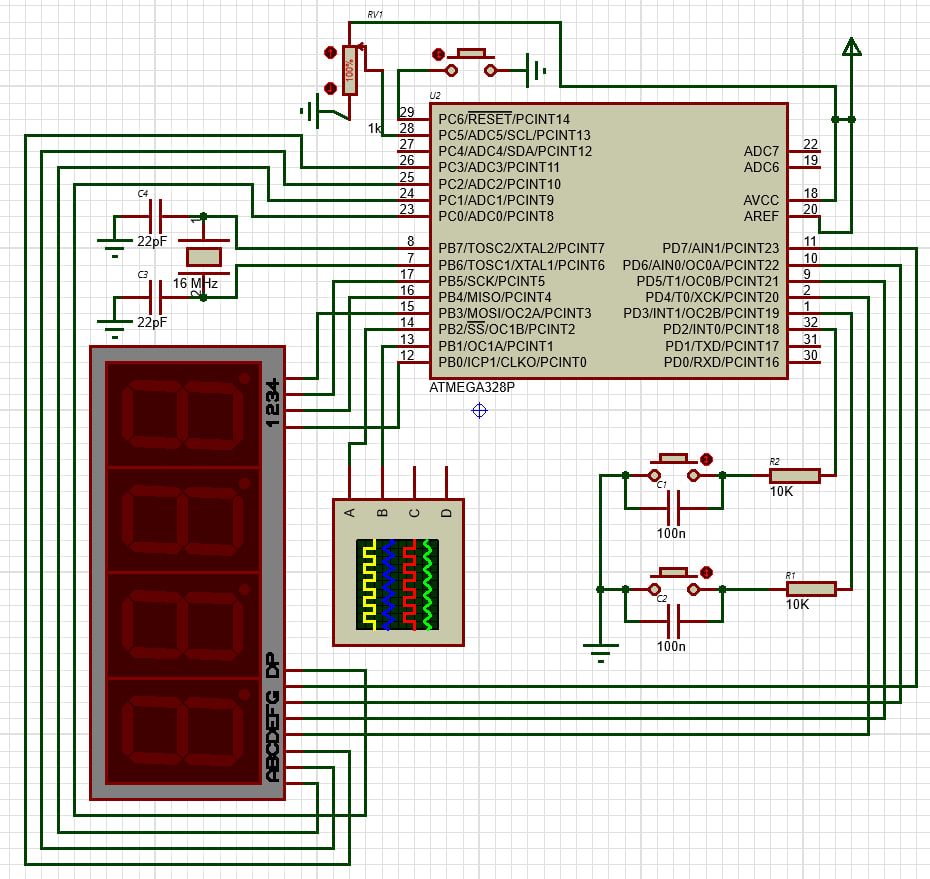 RV1
100%
1k
U2
29 PC6/RESET/PCINT14
28 PC5/ADC5/SCL/PCINT13
27 PC4/ADC4/SDA/PCINT12
26 PC3/ADC3/PCINT11
25 PC2/ADC2/PCINT10
24 PC1/ADC1/PCINT9
23 PC0/ADC0/PCINT8
8 PB7/TOSC2/XTAL2/PCINT7
7 PB6/TOSC1/XTAL1/PCINT6
17 PB5/SCK/PCINT5
16 PB4/MISO/PCINT4
15 PB3/MOSI/OC2A/PCINT3
14 PB2/SS/OC1B/PCINT2
13 PB1/OC1A/PCINT1
12 PB0/ICP1/CLKO/PCINT0
ADC7 22
ADC6 19
AVCC 18
AREF 20
PD7/AIN1/PCINT23 11
PD6/AIN0/OC0A/PCINT22 10
PD5/T1/OC0B/PCINT21 9
PD4/T0/XCK/PCINT20 2
PD3/INT1/OC2B/PCINT19 1
PD2/INT0/PCINT18 32
PD1/TXD/PCINT17 31
PD0/RXD/PCINT16 30
ATMEGA328P
C4
22pF
1
16 MHz
2
C3
22pF
1234
ABCDEFG DP
A B C D
C1
100n
R2
10K
C2
100n
R1
10K